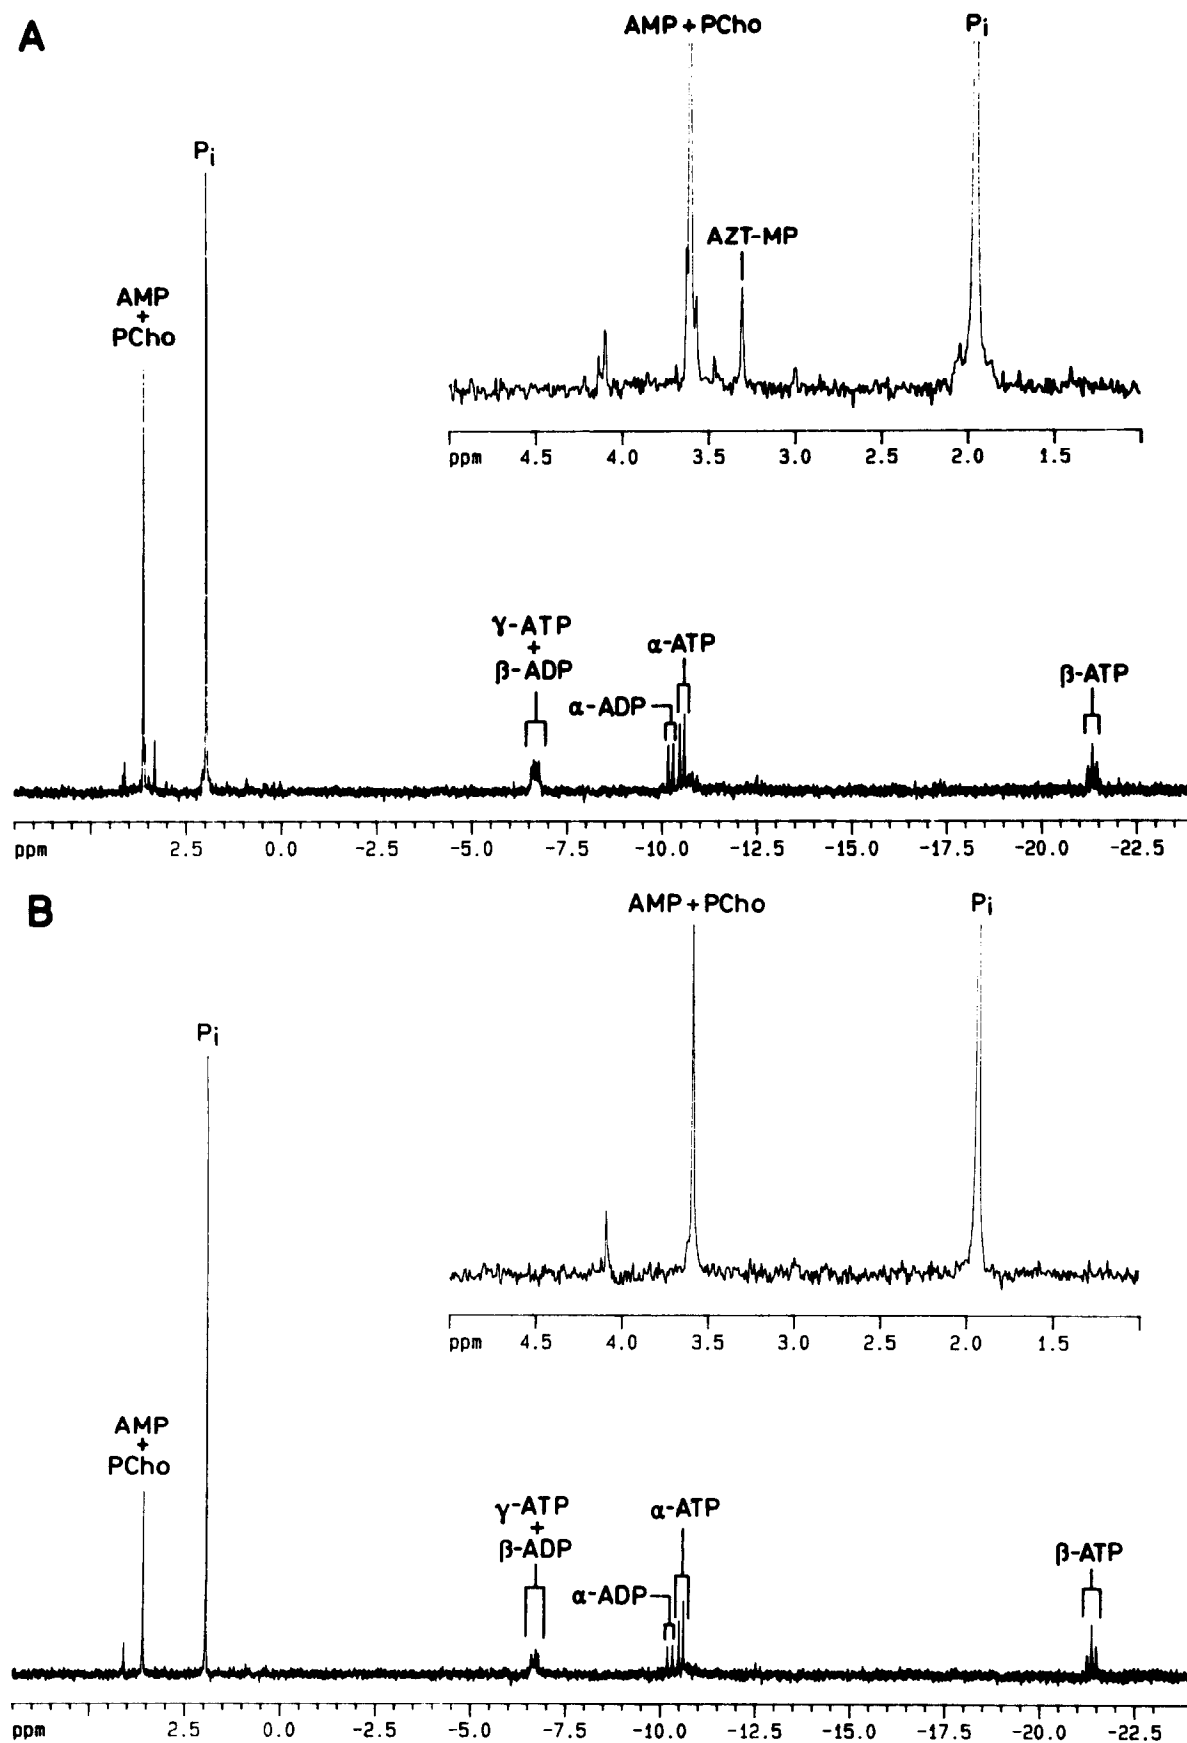 A
AMP + PCho
Pi
Pi
AZT-MP
AMP
+
PCho
ppm 4.5 4.0 3.5 3.0 2.5 2.0 1.5
γ-ATP
+
β-ADP
α-ATP
α-ADP
β-ATP
ppm 2.5 0.0 -2.5 -5.0 -7.5 -10.0 -12.5 -15.0 -17.5 -20.0 -22.5
B
AMP + PCho
Pi
Pi
ppm 4.5 4.0 3.5 3.0 2.5 2.0 1.5
AMP
+
PCho
γ-ATP
+
β-ADP
α-ATP
α-ADP
β-ATP
ppm 2.5 0.0 -2.5 -5.0 -7.5 -10.0 -12.5 -15.0 -17.5 -20.0 -22.5